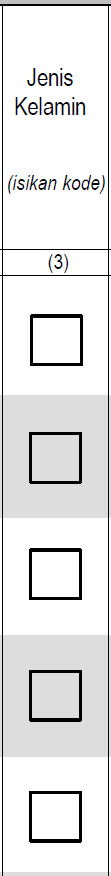 Jenis
Kelamin
(isikan kode)
(3)